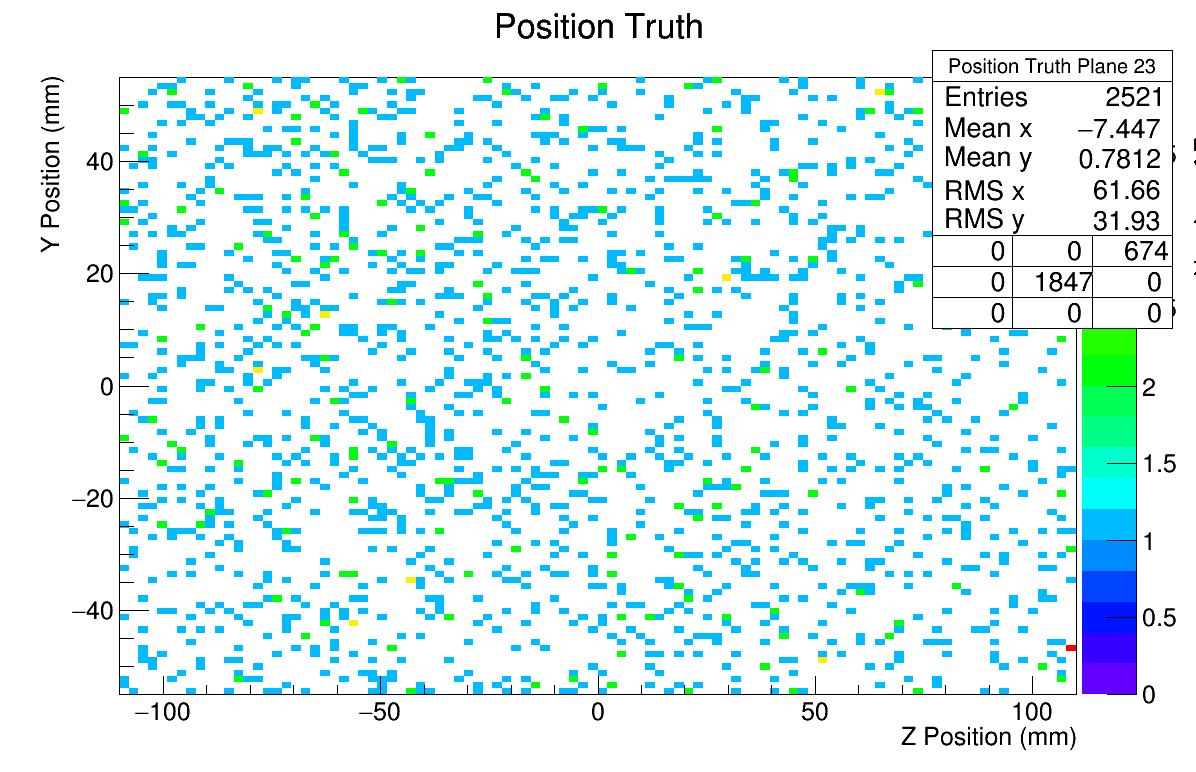 Position Truth
Position Truth Plane 23
Entries 2521
Mean x −7.447
Mean y 0.7812
RMS x 61.66
RMS y 31.93
0 0 674
0 1847 0
0 0 0
Y Position (mm)
40
20
0
−20
−40
−100 −50 0 50 100
Z Position (mm)
2
1.5
1
0.5
0